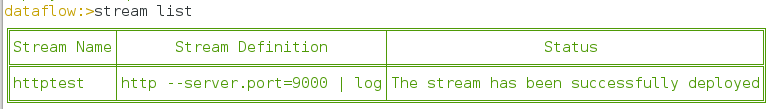 dataflow:>stream list
Stream Name Stream Definition Status
httptest http --server.port=9000 | log The stream has been successfully deployed